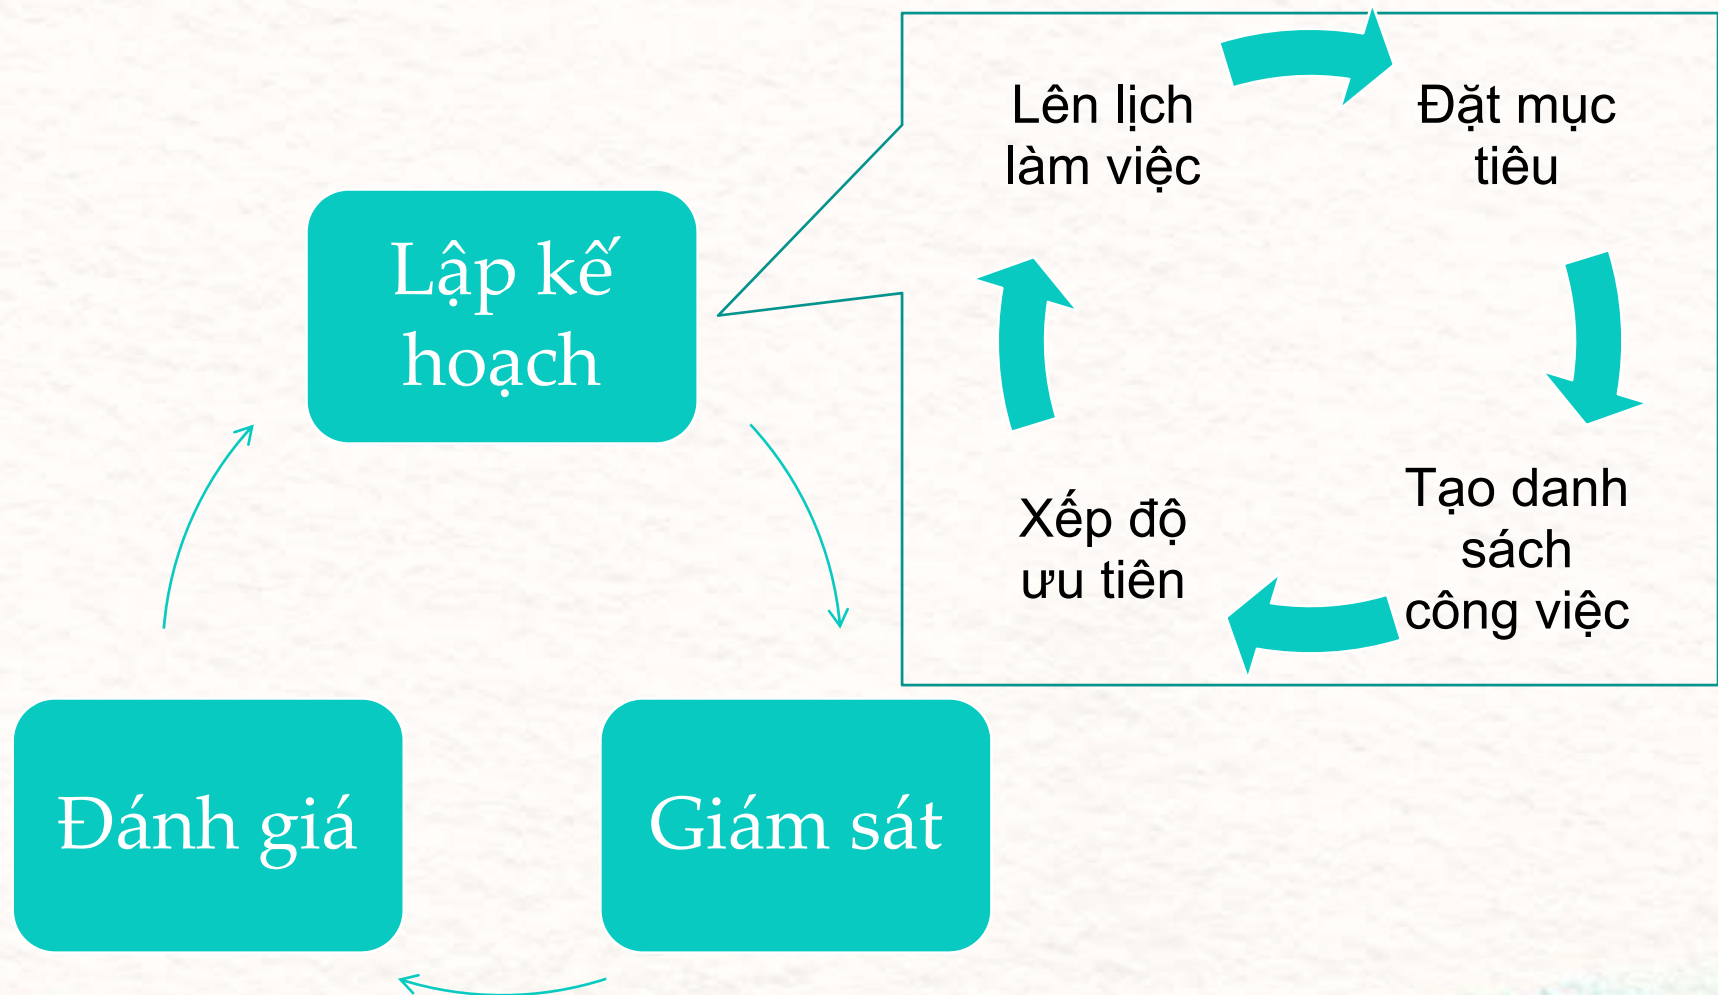 Lập kế
hoạch
Lên lịch
làm việc
Đặt mục
tiêu
Tạo danh
sách
công việc
Xếp độ
ưu tiên
Đánh giá
Giám sát